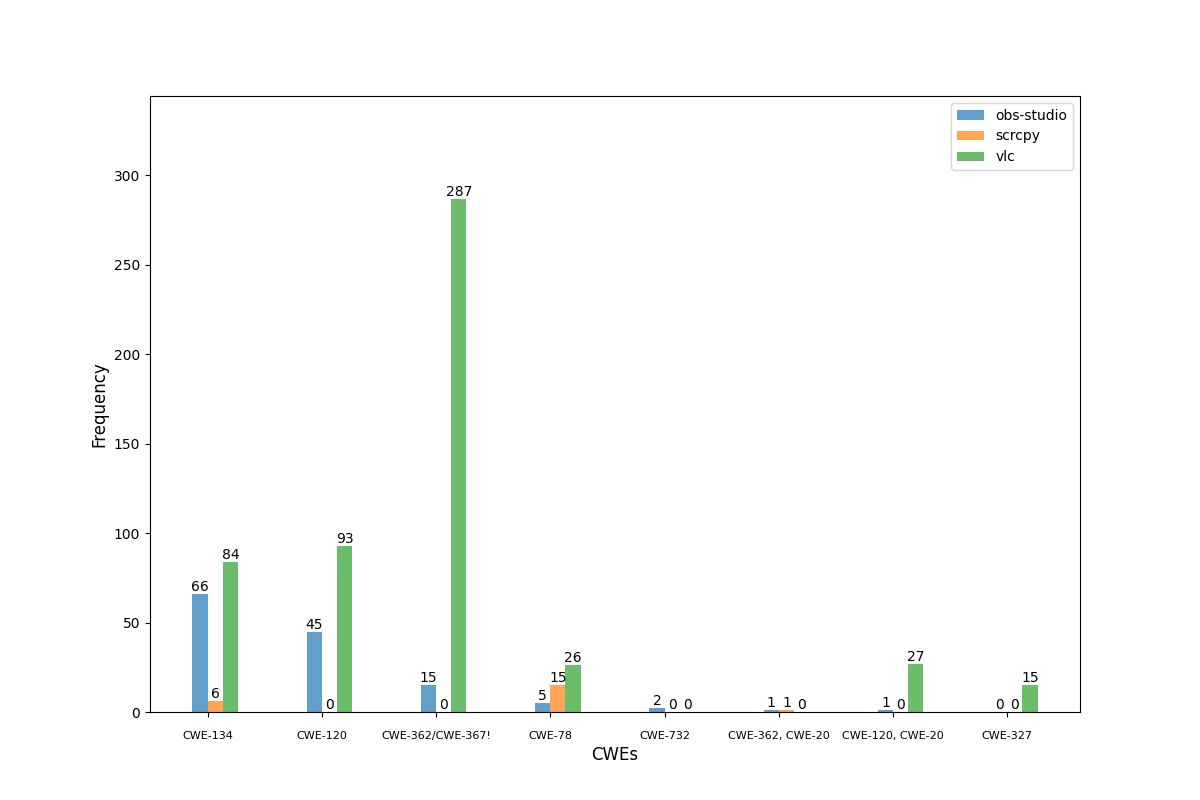 obs-studio
scrcpy
vlc
Frequency
300
250
200
150
100
50
0
66 6 84
45 0 93
15 0 287
5 15 26
2 0 0
1 1 0
1 0 27
0 0 15
CWE-134 CWE-120 CWE-362/CWE-367! CWE-78 CWE-732 CWE-362, CWE-20 CWE-120, CWE-20 CWE-327
CWEs